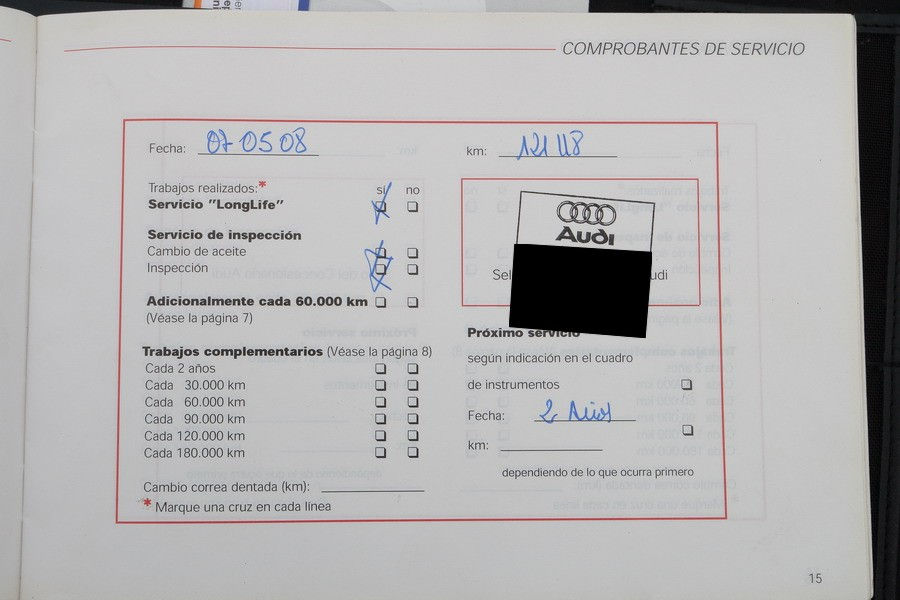 COMPROBANTES DE SERVICIO
Fecha: 07 05 08
km: 121 118
Trabajos realizados:*
sí no
Servicio "LongLife"
Servicio de inspección
Cambio de aceite
Inspección
Adicionalmente cada 60.000 km
(Véase la página 7)
Trabajos complementarios (Véase la página 8)
Cada 2 años
Cada 30.000 km
Cada 60.000 km
Cada 90.000 km
Cada 120.000 km
Cada 180.000 km
Cambio correa dentada (km):
* Marque una cruz en cada línea
Audi
Próximo servicio
según indicación en el cuadro
de instrumentos
Fecha: 2 Años
km:
dependiendo de lo que ocurra primero
15